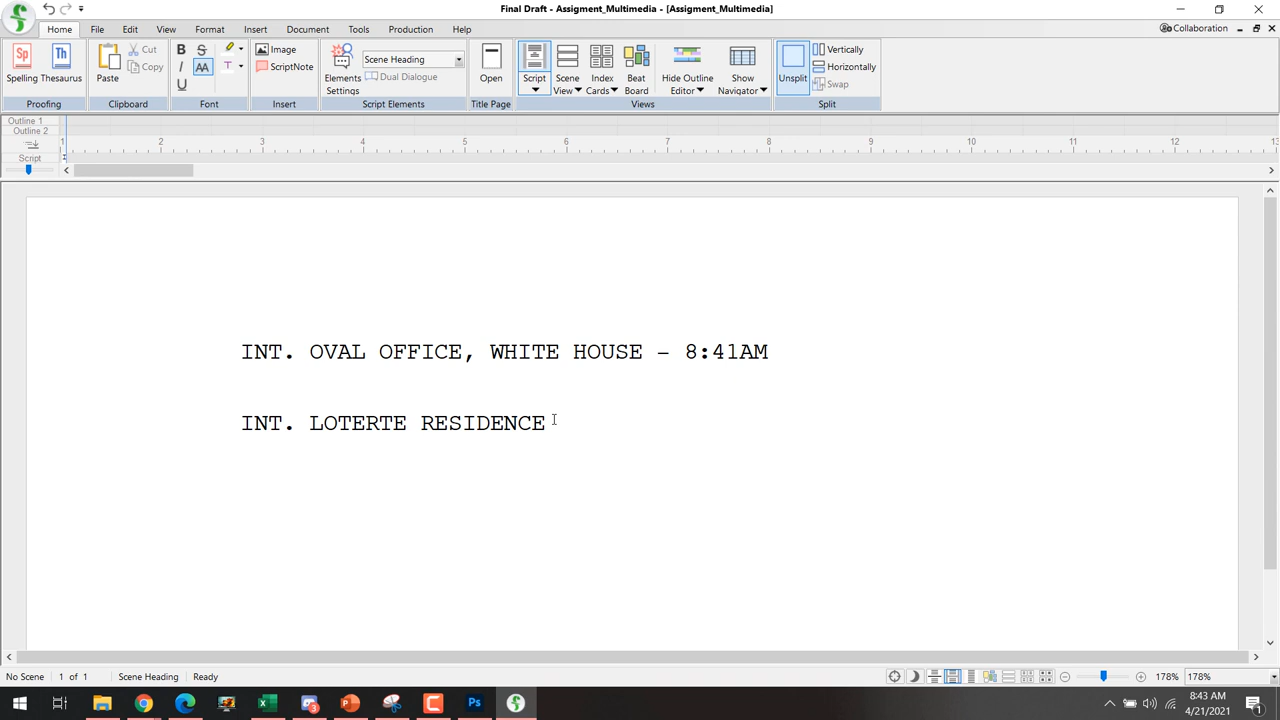 Final Draft - Assigment_Multimedia - [Assigment_Multimedia]
Home File Edit View Format Insert Document Tools Production Help Collaboration
Spelling Thesaurus
Proofing
Paste
Cut
Copy
Clipboard
B S
I AA T
U
Font
Image
ScriptNote
Insert
Elements Settings
Scene Heading
Dual Dialogue
Script Elements
Open
Title Page
Script
Scene View
Index Cards
Beat Board
Hide Outline Editor
Show Navigator
Views
Unsplit
Vertically
Horizontally
Swap
Split
Outline 1
Outline 2
1 2 3 4 5 6 7 8 9 10 11 12 13
Script
INT. OVAL OFFICE, WHITE HOUSE - 8:41AM
INT. LOTERTE RESIDENCE
No Scene 1 of 1 Scene Heading Ready 178% 178%
8:43 AM
4/21/2021